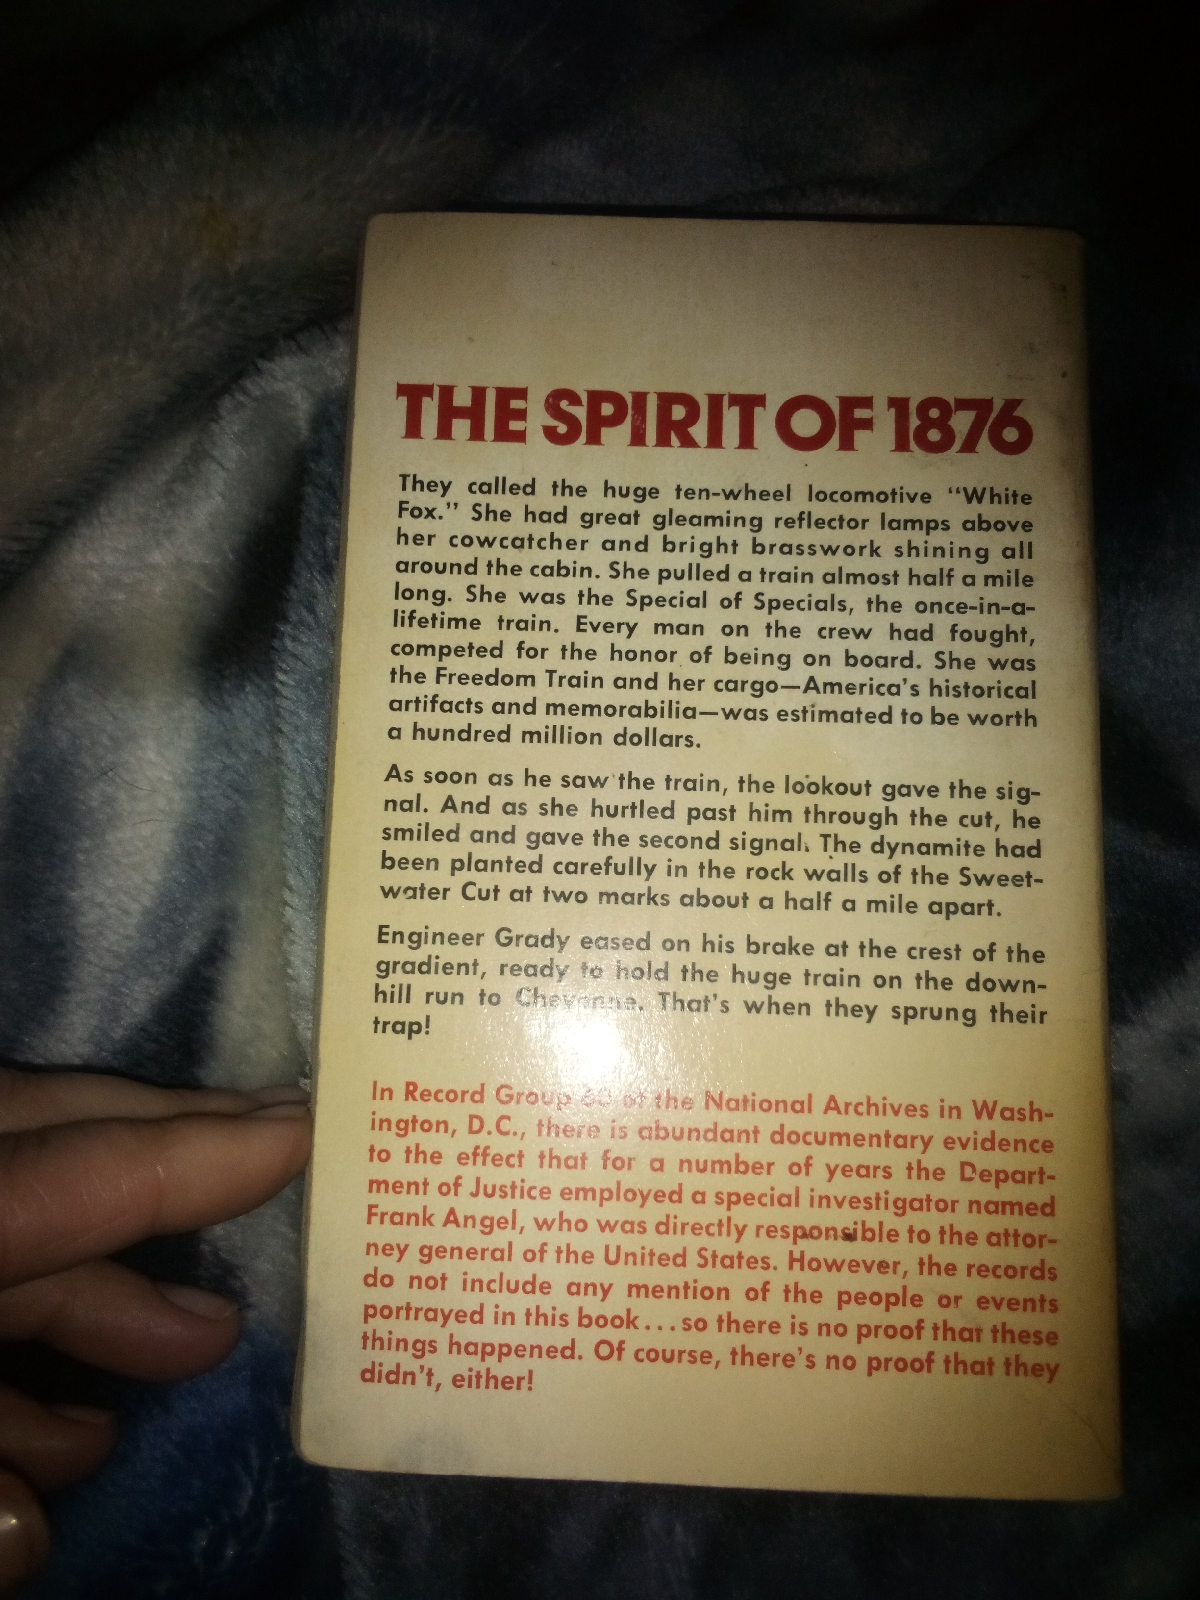 THE SPIRIT OF 1876
They called the huge ten-wheel locomotive "White
Fox." She had great gleaming reflector lamps above
her cowcatcher and bright brasswork shining all
around the cabin. She pulled a train almost half a mile
long. She was the Special of Specials, the once-in-a-
lifetime train. Every man on the crew had fought,
competed for the honor of being on board. She was
the Freedom Train and her cargo—America's historical
artifacts and memorabilia—was estimated to be worth
a hundred million dollars.
As soon as he saw the train, the lookout gave the sig-
nal. And as she hurtled past him through the cut, he
smiled and gave the second signal. The dynamite had
been planted carefully in the rock walls of the Sweet-
water Cut at two marks about a half a mile apart.
Engineer Grady eased on his brake at the crest of the
gradient, ready to hold the huge train on the down-
hill run to Cheyenne. That's when they sprung their
trap!
In Record Group 60 of the National Archives in Wash-
ington, D.C., there is abundant documentary evidence
to the effect that for a number of years the Depart-
ment of Justice employed a special investigator named
Frank Angel, who was directly responsible to the attor-
ney general of the United States. However, the records
do not include any mention of the people or events
portrayed in this book...so there is no proof that these
things happened. Of course, there's no proof that they
didn't, either!